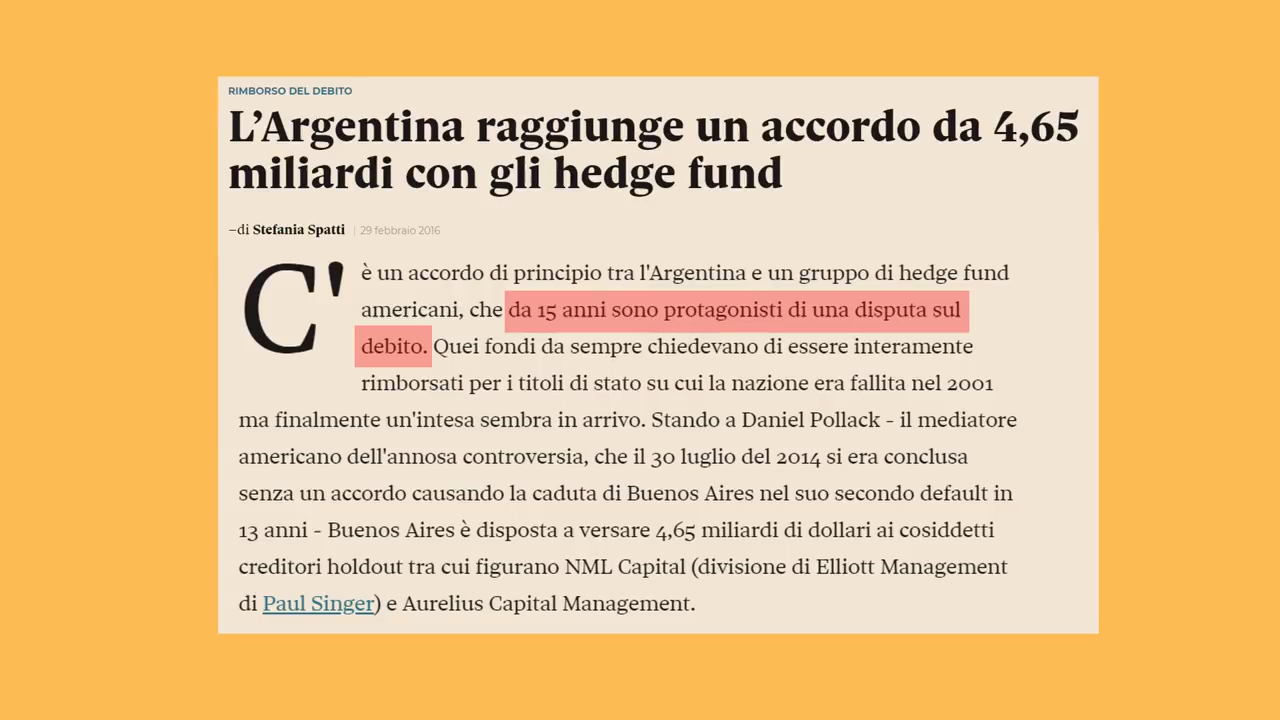 RIMBORSO DEL DEBITO
L’Argentina raggiunge un accordo da 4,65
miliardi con gli hedge fund
–di Stefania Spatti | 29 febbraio 2016
C'è un accordo di principio tra l'Argentina e un gruppo di hedge fund
americani, che da 15 anni sono protagonisti di una disputa sul
debito. Quei fondi da sempre chiedevano di essere interamente
rimborsati per i titoli di stato su cui la nazione era fallita nel 2001
ma finalmente un'intesa sembra in arrivo. Stando a Daniel Pollack - il mediatore
americano dell'annosa controversia, che il 30 luglio del 2014 si era conclusa
senza un accordo causando la caduta di Buenos Aires nel suo secondo default in
13 anni - Buenos Aires è disposta a versare 4,65 miliardi di dollari ai cosiddetti
creditori holdout tra cui figurano NML Capital (divisione di Elliott Management
di Paul Singer) e Aurelius Capital Management.